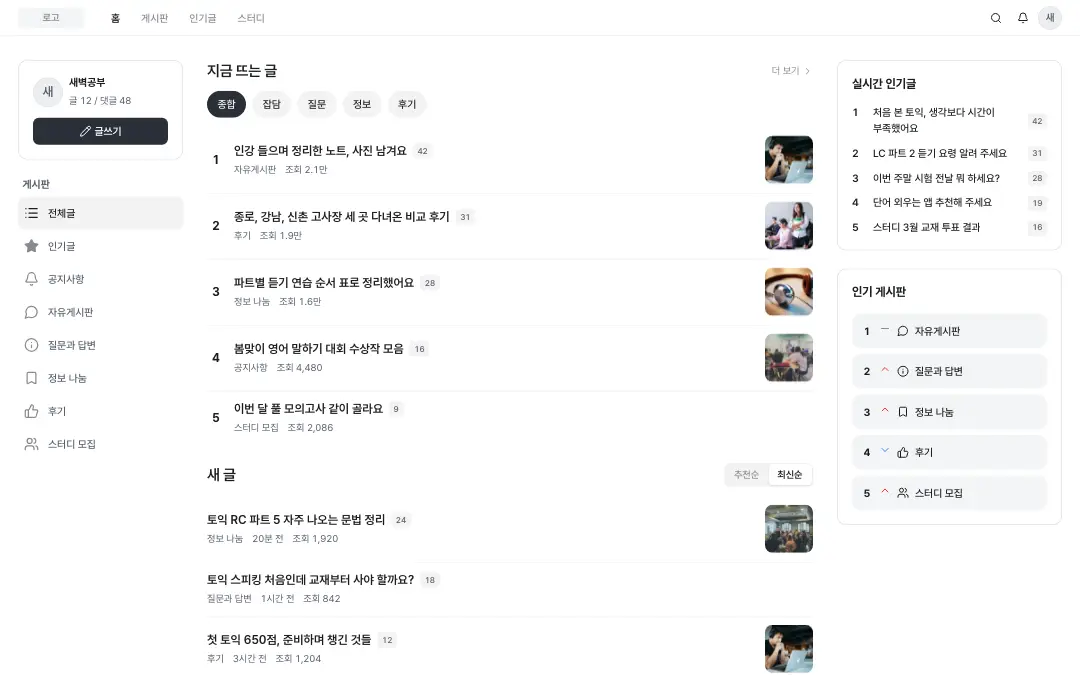 로고
홈
게시판
인기글
스터디
새
새
새벽공부
글 12 / 댓글 48
글쓰기
게시판
전체글
인기글
공지사항
자유게시판
질문과 답변
정보 나눔
후기
스터디 모집
지금 뜨는 글
더 보기
종합
잡담
질문
정보
후기
1
인강 들으며 정리한 노트, 사진 남겨요 42
자유게시판 조회 2.1만
2
종로, 강남, 신촌 고사장 세 곳 다녀온 비교 후기 31
후기 조회 1.9만
3
파트별 듣기 연습 순서 표로 정리했어요 28
정보 나눔 조회 1.6만
4
봄맞이 영어 말하기 대회 수상작 모음 16
공지사항 조회 4,480
5
이번 달 풀 모의고사 같이 골라요 9
스터디 모집 조회 2,086
새 글
추천순
최신순
토익 RC 파트 5 자주 나오는 문법 정리 24
정보 나눔 20분 전 조회 1,920
토익 스피킹 처음인데 교재부터 사야 할까요? 18
질문과 답변 1시간 전 조회 842
첫 토익 650점, 준비하며 챙긴 것들 12
후기 3시간 전 조회 1,204
실시간 인기글
1 처음 본 토익, 생각보다 시간이
부족했어요 42
2 LC 파트 2 듣기 요령 알려 주세요 31
3 이번 주말 시험 전날 뭐 하세요? 28
4 단어 외우는 앱 추천해 주세요 19
5 스터디 3월 교재 투표 결과 16
인기 게시판
1 자유게시판
2 질문과 답변
3 정보 나눔
4 후기
5 스터디 모집